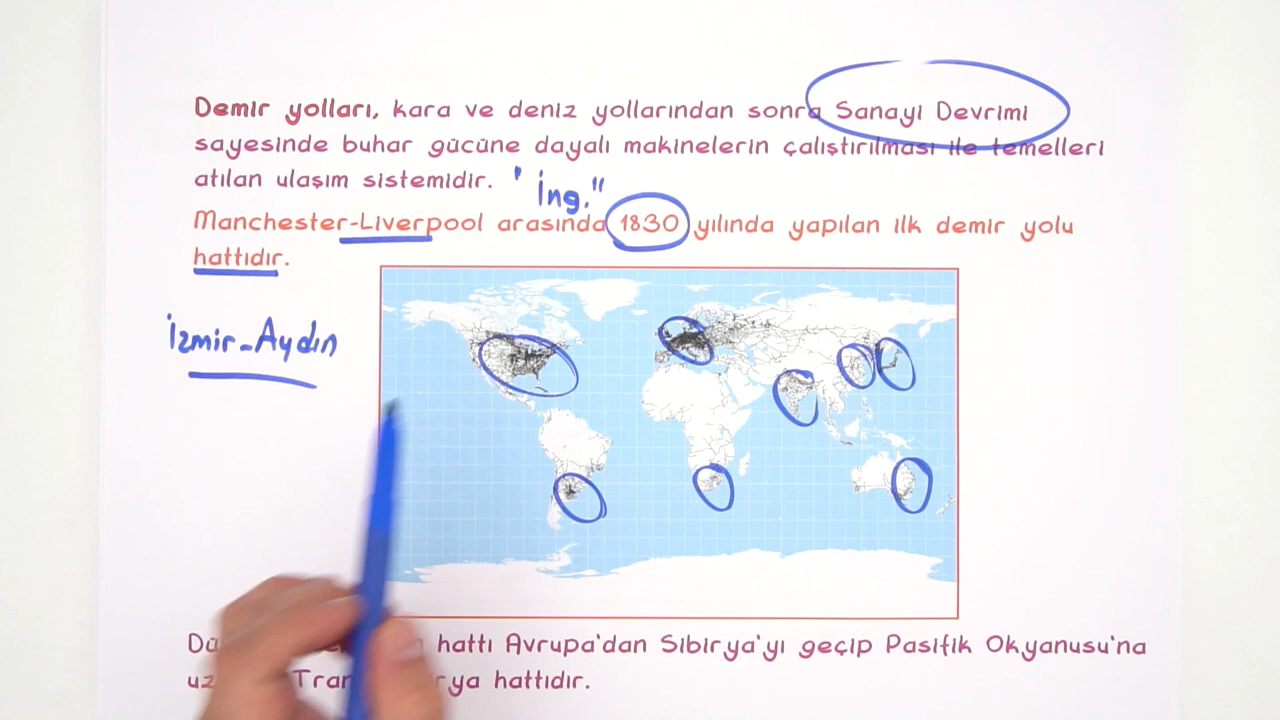 Demir yolları, kara ve deniz yollarından sonra Sanayi Devrimi
sayesinde buhar gücüne dayalı makinelerin çalıştırılması ile temelleri
atılan ulaşım sistemidir.
" İng."
Manchester-Liverpool arasında 1830 yılında yapılan ilk demir yolu
hattıdır.
İzmir-Aydın
hattı Avrupa'dan Sibirya'yı geçip Pasifik Okyanusu'na
hattıdır.